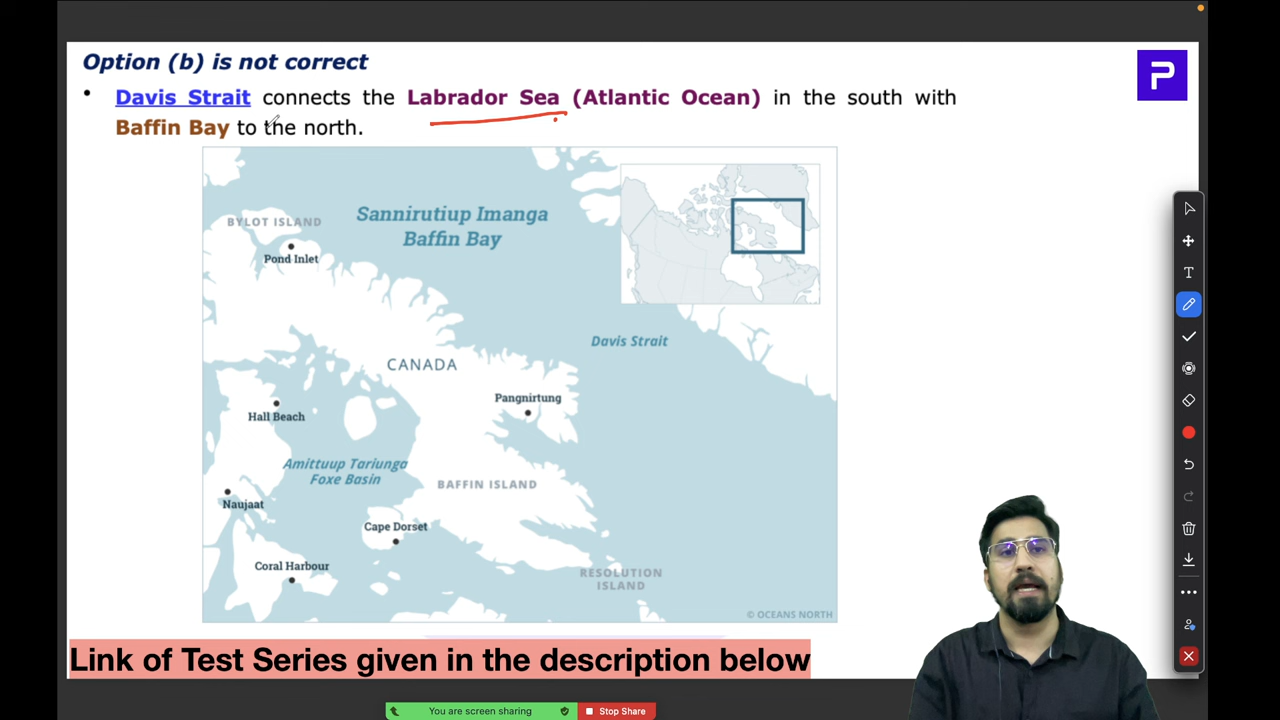 Option (b) is not correct
• Davis Strait connects the Labrador Sea (Atlantic Ocean) in the south with
Baffin Bay to the north.
BYLOT ISLAND
Pond Inlet
Sannirutiup Imanga
Baffin Bay
Davis Strait
CANADA
Pangnirtung
Hall Beach
Amittuup Tariunga
Foxe Basin
BAFFIN ISLAND
Naujaat
Cape Dorset
Coral Harbour
RESOLUTION
ISLAND
© OCEANS NORTH
Link of Test Series given in the description below
You are screen sharing
Stop Share
P
T